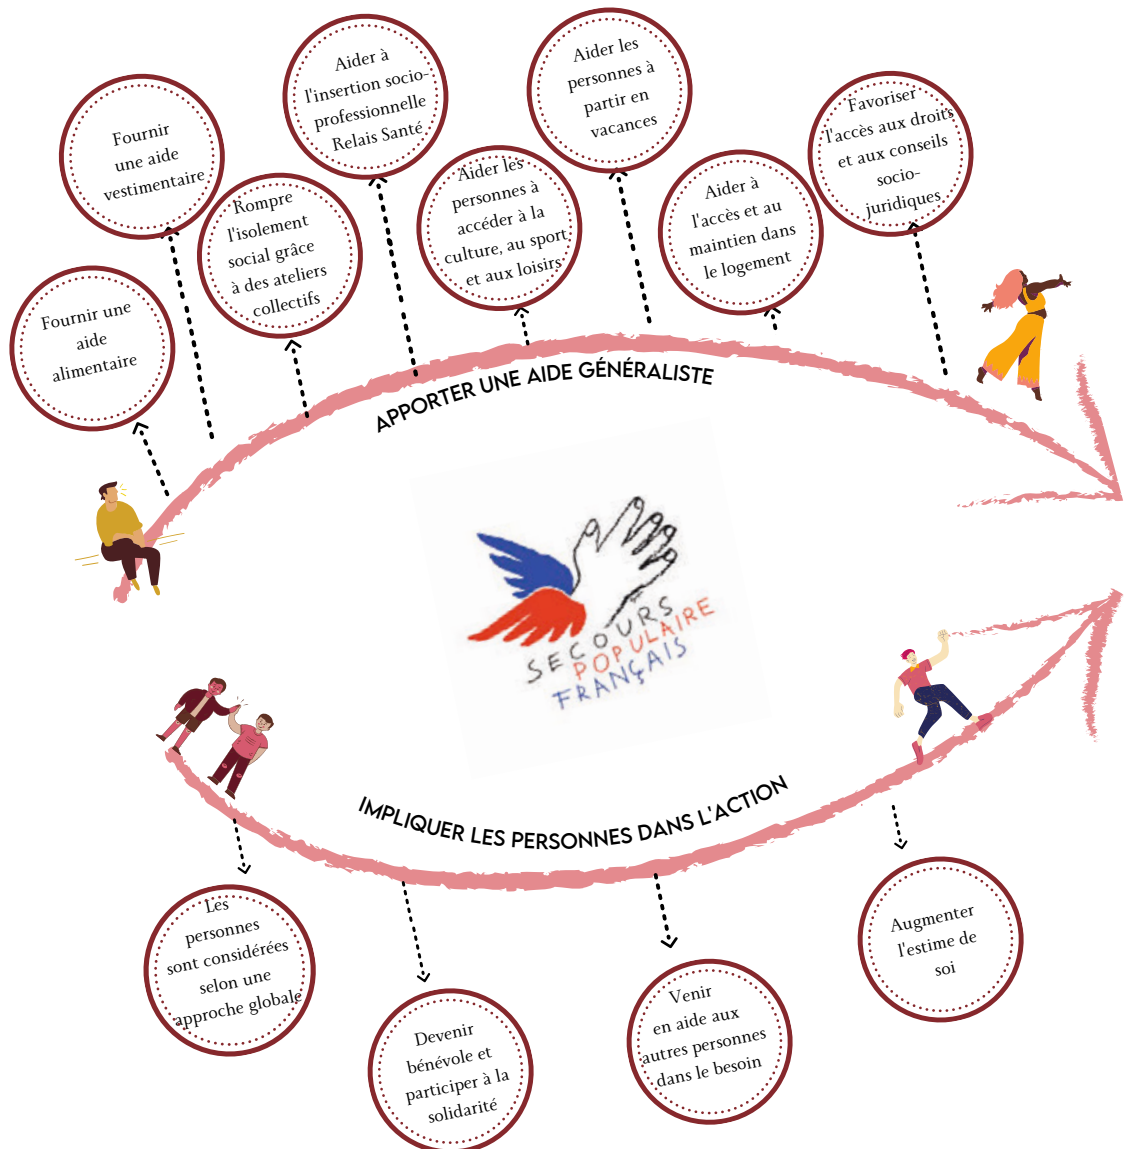 Fournir une
aide
alimentaire
Fournir
une aide
vestimentaire
Rompre
l'isolement
social grâce
à des ateliers
collectifs
Aider à
l'insertion socio-
professionnelle
Relais Santé
Aider les
personnes à
accéder à la
culture, au sport
et aux loisirs
Aider les
personnes à
partir en
vacances
Aider à
l'accès et au
maintien dans
le logement
Favoriser
l'accès aux droits
et aux conseils
socio-
juridiques
APPORTER UNE AIDE GÉNÉRALISTE
SECOURS
POPULAIRE
FRANÇAIS
IMPLIQUER LES PERSONNES DANS L'ACTION
Les
personnes
sont considérées
selon une
approche globale
Devenir
bénévole et
participer à la
solidarité
Venir
en aide aux
autres personnes
dans le besoin
Augmenter
l'estime de
soi